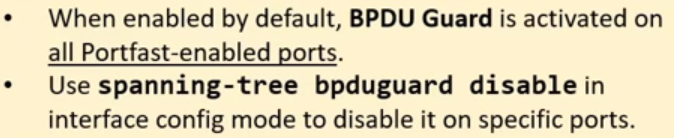 • When enabled by default, BPDU Guard is activated on
all Portfast-enabled ports.
• Use spanning-tree bpduguard disable in
interface config mode to disable it on specific ports.